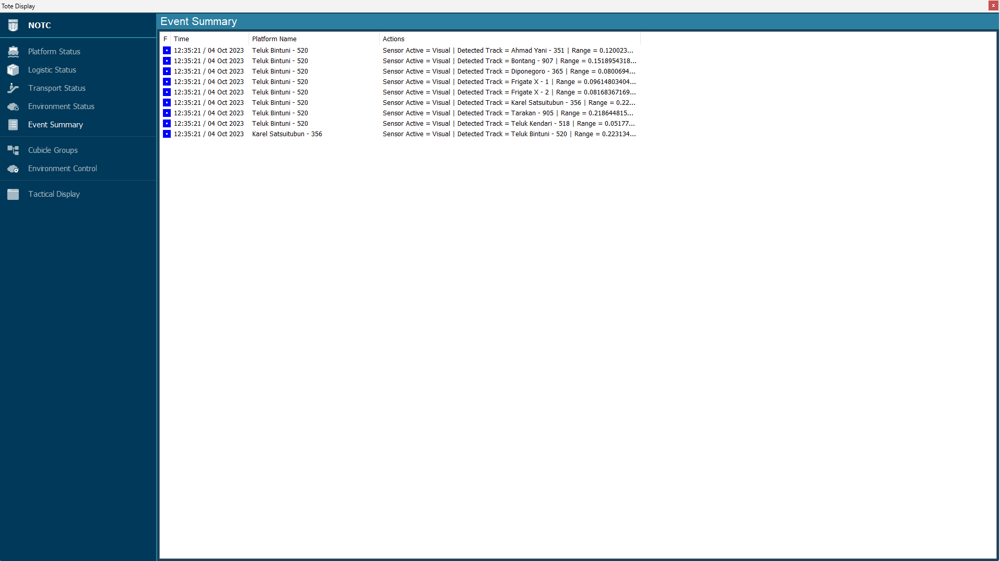 Tote Display
NOTC
Platform Status
Logistic Status
Transport Status
Environment Status
Event Summary
Cubicle Groups
Environment Control
Tactical Display
Event Summary
F Time Platform Name Actions
12:35:21 / 04 Oct 2023 Teluk Bintuni - 520 Sensor Active = Visual | Detected Track = Ahmad Yani - 351 | Range = 0.120023...
12:35:21 / 04 Oct 2023 Teluk Bintuni - 520 Sensor Active = Visual | Detected Track = Bontang - 907 | Range = 0.1518954318...
12:35:21 / 04 Oct 2023 Teluk Bintuni - 520 Sensor Active = Visual | Detected Track = Diponegoro - 365 | Range = 0.0800694...
12:35:21 / 04 Oct 2023 Teluk Bintuni - 520 Sensor Active = Visual | Detected Track = Frigate X - 1 | Range = 0.09614803404...
12:35:21 / 04 Oct 2023 Teluk Bintuni - 520 Sensor Active = Visual | Detected Track = Frigate X - 2 | Range = 0.08168367169...
12:35:21 / 04 Oct 2023 Teluk Bintuni - 520 Sensor Active = Visual | Detected Track = Karel Satsuitubun - 356 | Range = 0.22...
12:35:21 / 04 Oct 2023 Teluk Bintuni - 520 Sensor Active = Visual | Detected Track = Tarakan - 905 | Range = 0.218644815...
12:35:21 / 04 Oct 2023 Teluk Bintuni - 520 Sensor Active = Visual | Detected Track = Teluk Kendari - 518 | Range = 0.05177...
12:35:21 / 04 Oct 2023 Karel Satsuitubun - 356 Sensor Active = Visual | Detected Track = Teluk Bintuni - 520 | Range = 0.223134...